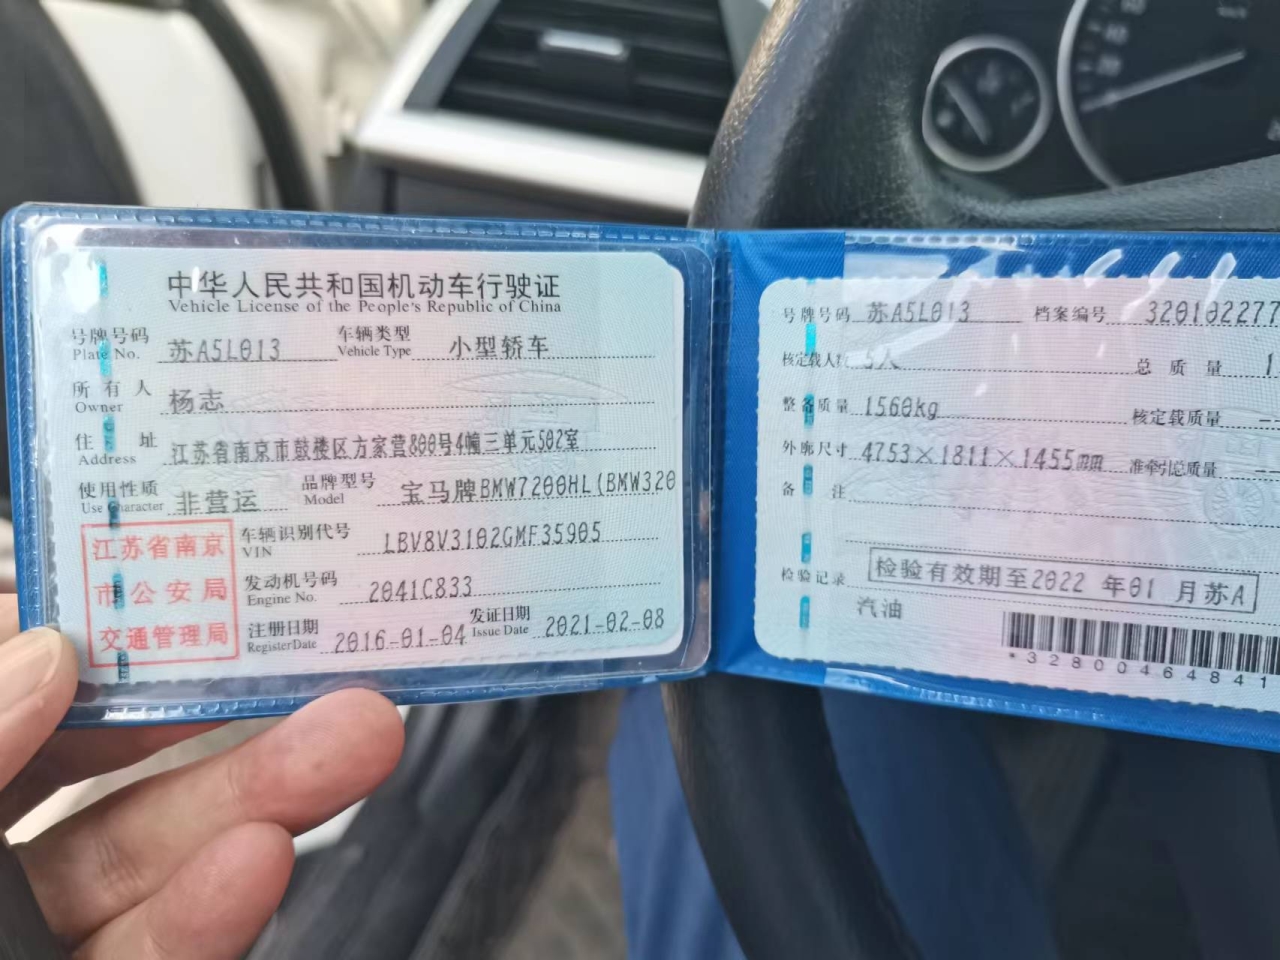 中华人民共和国机动车行驶证
Vehicle License of the People's Republic of China
号牌号码 苏A5L013 车辆类型 小型轿车
Plate No. Vehicle Type
所有人 杨志
Owner
住址 江苏省南京市鼓楼区方家营800号4幢三单元502室
Address
使用性质 非营运 品牌型号 宝马牌BMW7200HL(BMW320
Use Character Model
江苏省南京
市公安局
交通管理局
车辆识别代号 LBV8V3102GMF35905
VIN
发动机号码 2041C833
Engine No.
注册日期 2016-01-04 发证日期 2021-02-08
Register Date Issue Date
号牌号码 苏A5L013 档案编号 3201022777
核定载人数 5人 总质量 1
整备质量 1560kg 核定载质量 --
外廓尺寸 4753×1811×1455mm 准牵引总质量 --
备注
检验记录 检验有效期至2022 年01 月苏A
汽油
*3280046484 1